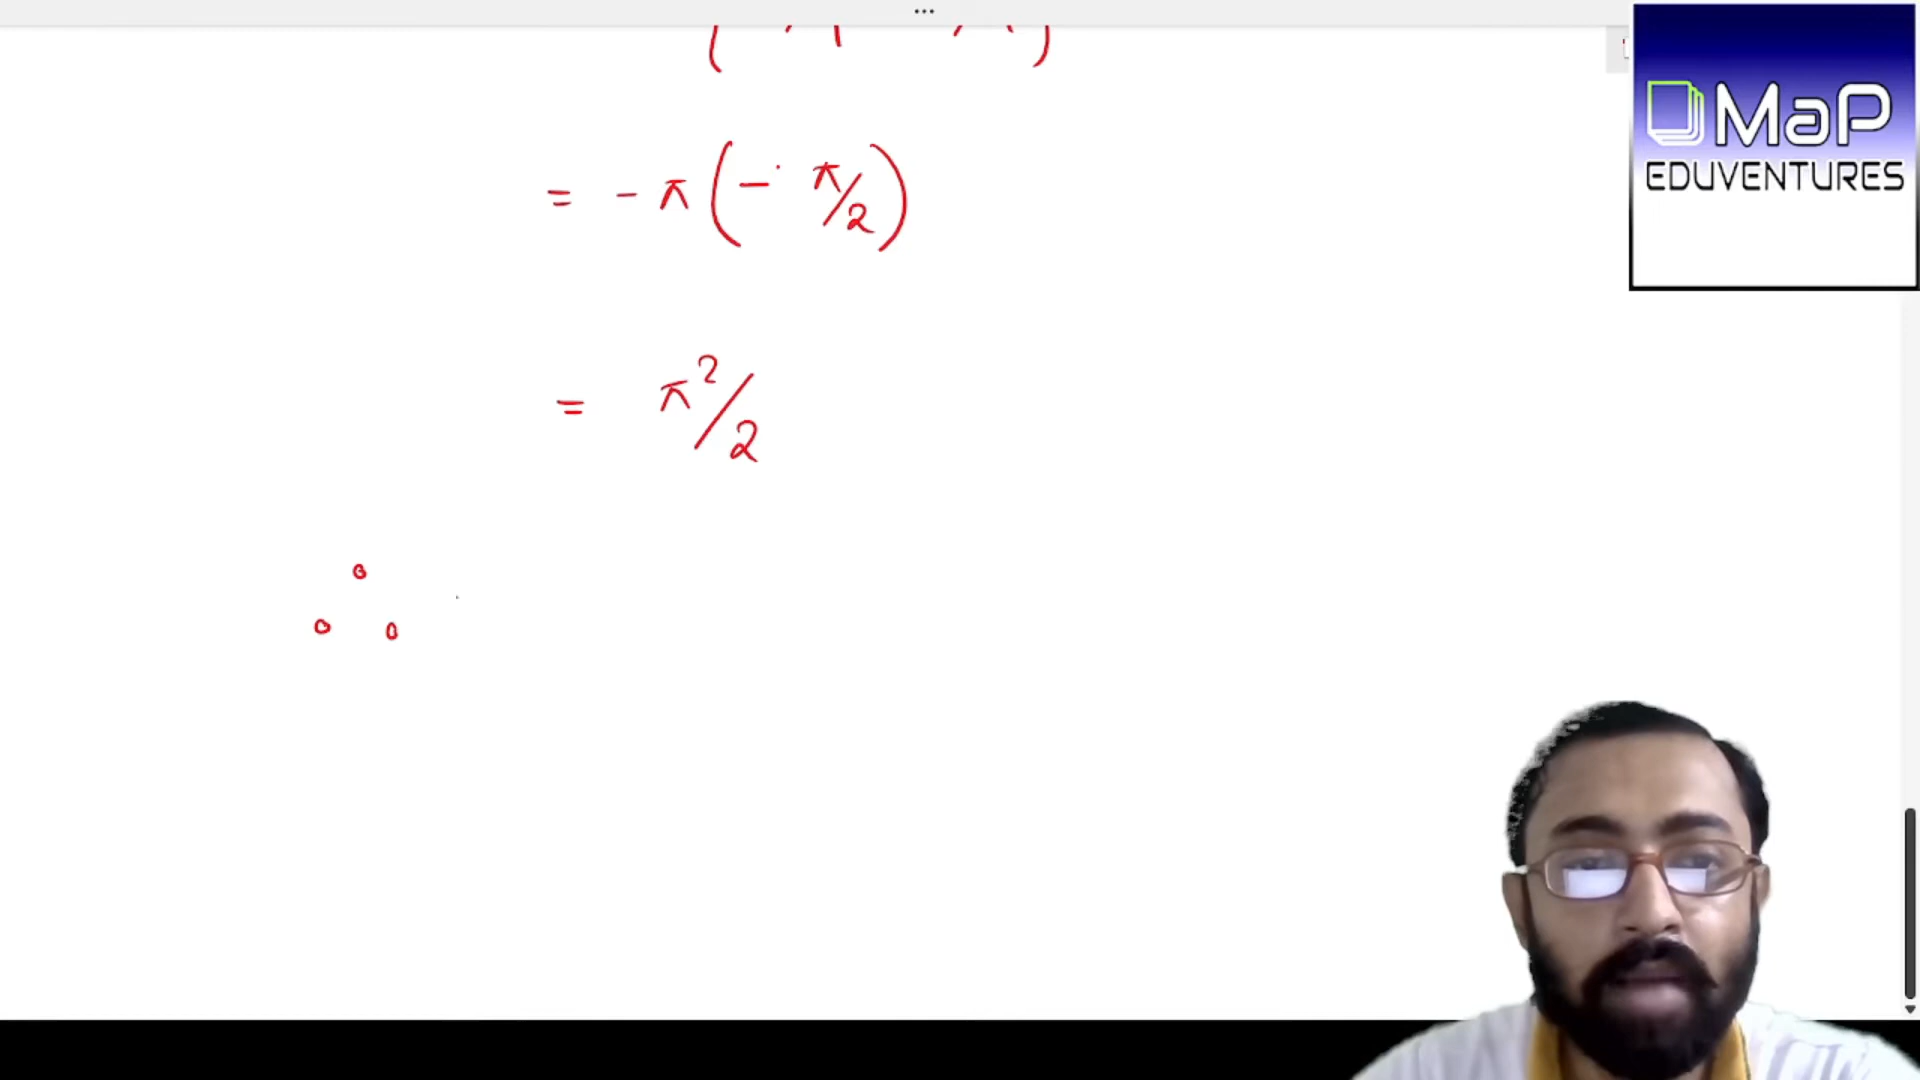 ...
MaP
EDUVENTURES
= - π (- π/2)
= π²/2
∴